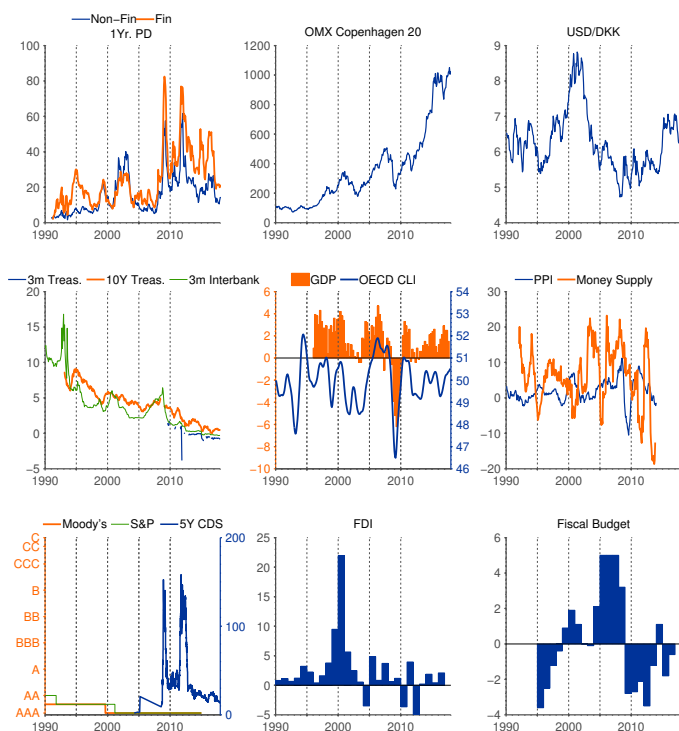 Non−Fin Fin
1Yr. PD
100
80
60
40
20
0
1990 2000 2010
OMX Copenhagen 20
1200
1000
800
600
400
200
0
1990 2000 2010
USD/DKK
9
8
7
6
5
4
1990 2000 2010
3m Treas. 10Y Treas. 3m Interbank
20
15
10
5
0
−5
1990 2000 2010
GDP OECD CLI
6
4
2
0
−2
−4
−6
−8
−10
54
53
52
51
50
49
48
47
46
1990 2000 2010
PPI Money Supply
30
20
10
0
−10
−20
1990 2000 2010
Moody's S&P 5Y CDS
C
CC
CCC
B
BB
BBB
A
AA
AAA
200
100
0
1990 2000 2010
FDI
25
20
15
10
5
0
−5
1990 2000 2010
Fiscal Budget
6
4
2
0
−2
−4
1990 2000 2010